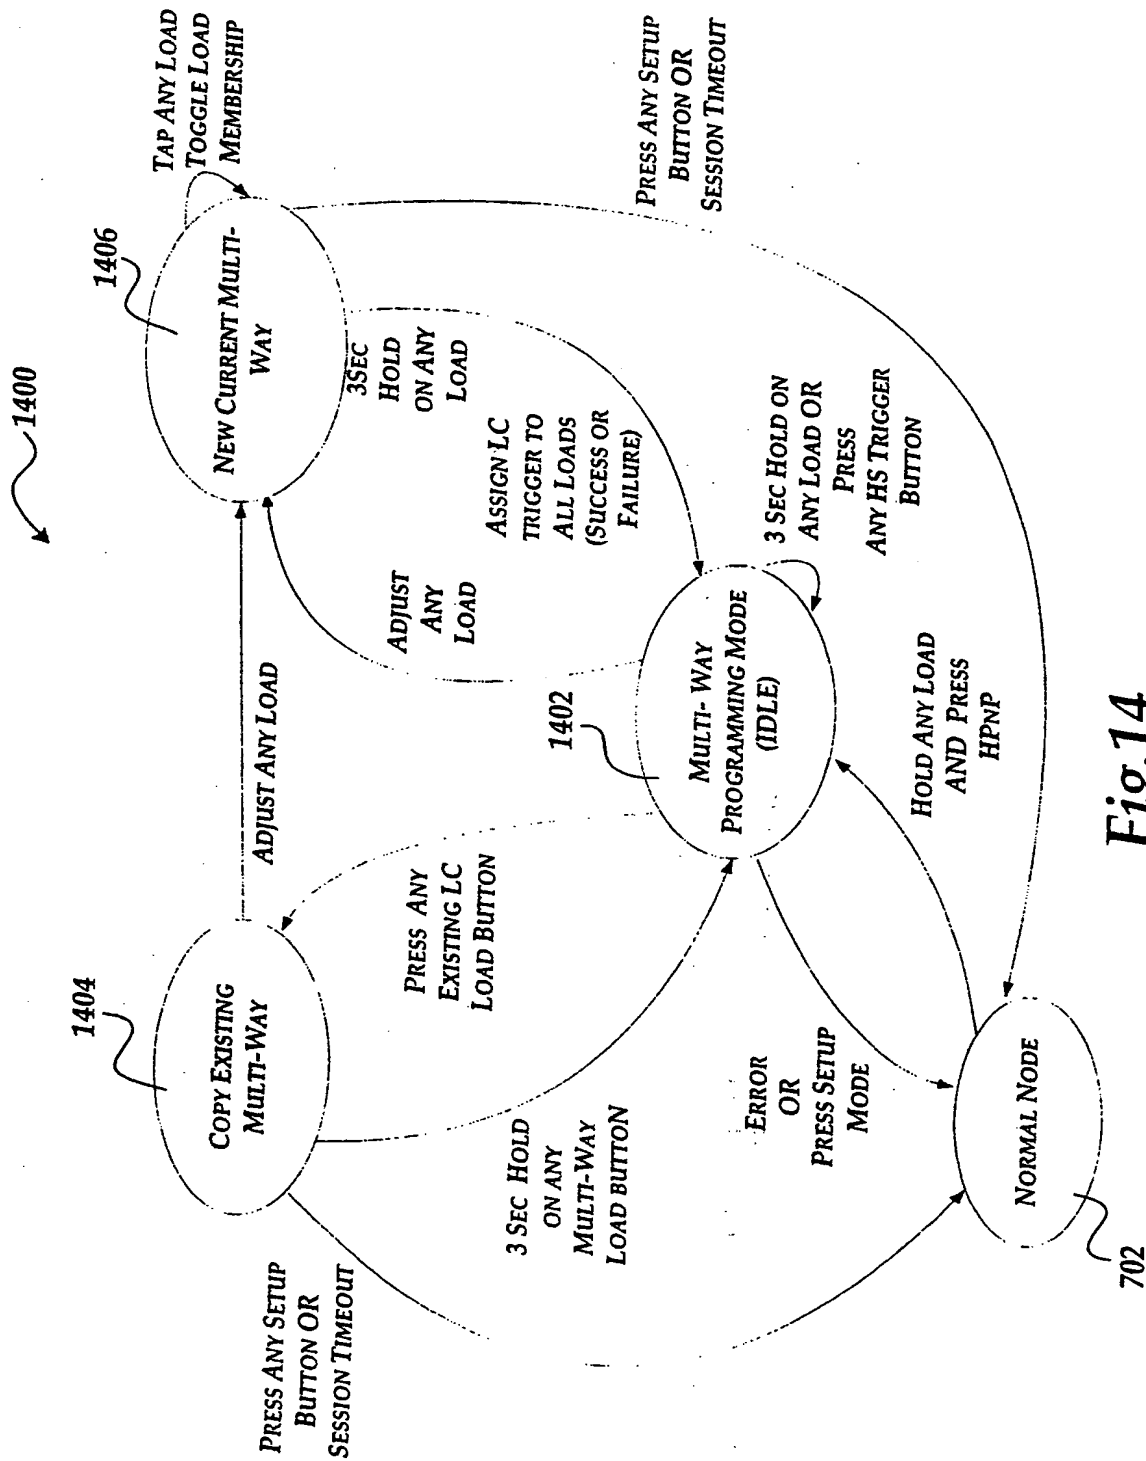 1400
1404
COPY EXISTING
MULTI-WAY
1406
NEW CURRENT MULTI-
WAY
TAP ANY LOAD
TOGGLE LOAD
MEMBERSHIP
ADJUST ANY LOAD
PRESS ANY SETUP
BUTTON OR
SESSION TIMEOUT
PRESS ANY
EXISTING LC
LOAD BUTTON
ADJUST
ANY
LOAD
3SEC
HOLD
ON ANY
LOAD
ASSIGN LC
TRIGGER TO
ALL LOADS
(SUCCESS OR
FAILURE)
PRESS ANY SETUP
BUTTON OR
SESSION TIMEOUT
3 SEC HOLD
ON ANY
MULTI-WAY
LOAD BUTTON
1402
MULTI- WAY
PROGRAMMING MODE
(IDLE)
3 SEC HOLD ON
ANY LOAD OR
PRESS
ANY HS TRIGGER
BUTTON
ERROR
OR
PRESS SETUP
MODE
HOLD ANY LOAD
AND PRESS
HPNP
NORMAL NODE
702
Fig.14